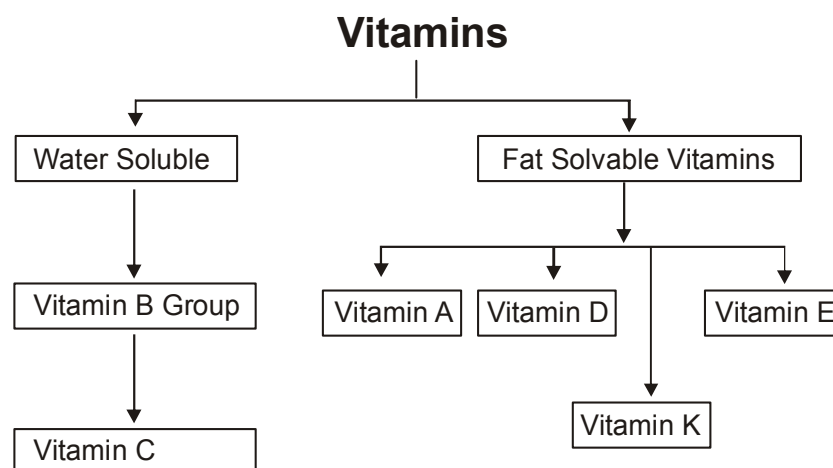 Vitamins
Water Soluble
Fat Solvable Vitamins
Vitamin B Group
Vitamin A
Vitamin D
Vitamin E
Vitamin K
Vitamin C